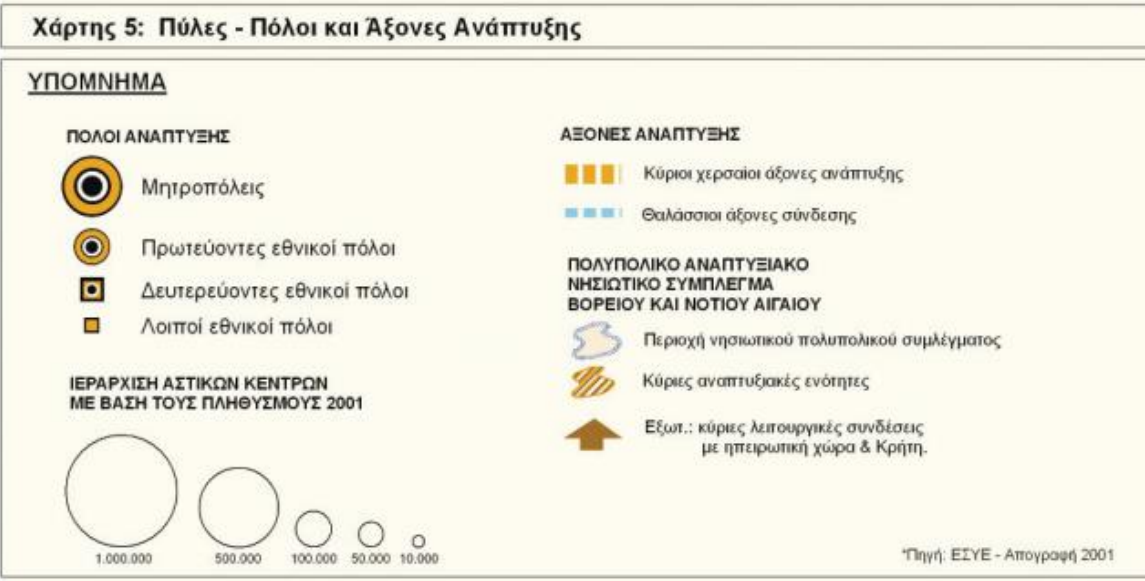 Χάρτης 5: Πύλες - Πόλοι και Άξονες Ανάπτυξης
ΥΠΟΜΝΗΜΑ
ΠΟΛΟΙ ΑΝΑΠΤΥΞΗΣ
Μητροπόλεις
Πρωτεύοντες εθνικοί πόλοι
Δευτερεύοντες εθνικοί πόλοι
Λοιποί εθνικοί πόλοι
ΙΕΡΑΡΧΙΣΗ ΑΣΤΙΚΩΝ ΚΕΝΤΡΩΝ
ΜΕ ΒΑΣΗ ΤΟΥΣ ΠΛΗΘΥΣΜΟΥΣ 2001
1.000.000 500.000 100.000 50.000 10.000
ΑΞΟΝΕΣ ΑΝΑΠΤΥΞΗΣ
Κύριοι χερσαίοι άξονες ανάπτυξης
Θαλάσσιοι άξονες σύνδεσης
ΠΟΛΥΠΟΛΙΚΟ ΑΝΑΠΤΥΞΙΑΚΟ
ΝΗΣΙΩΤΙΚΟ ΣΥΜΠΛΕΓΜΑ
ΒΟΡΕΙΟΥ ΚΑΙ ΝΟΤΙΟΥ ΑΙΓΑΙΟΥ
Περιοχή νησιωτικού πολυπολικού συμλέγματος
Κύριες αναπτυξιακές ενότητες
Εξωτ.: κύριες λειτουργικές συνδέσεις
με ηπειρωτική χώρα & Κρήτη.
*Πηγή: ΕΣΥΕ - Απογραφή 2001